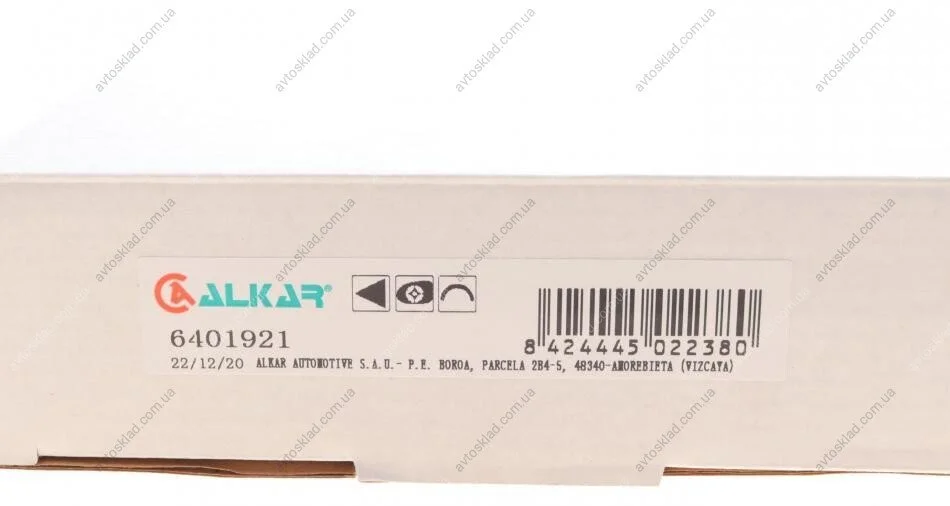 ALKAR®
6401921
8 424445 022380
22/12/20 ALKAR AUTOMOTIVE S.A.U.- P.E. BOROA, PARCELA 2B4-5, 48340-AMOREBIETA (VIZCAYA)
avtosklad.com.ua